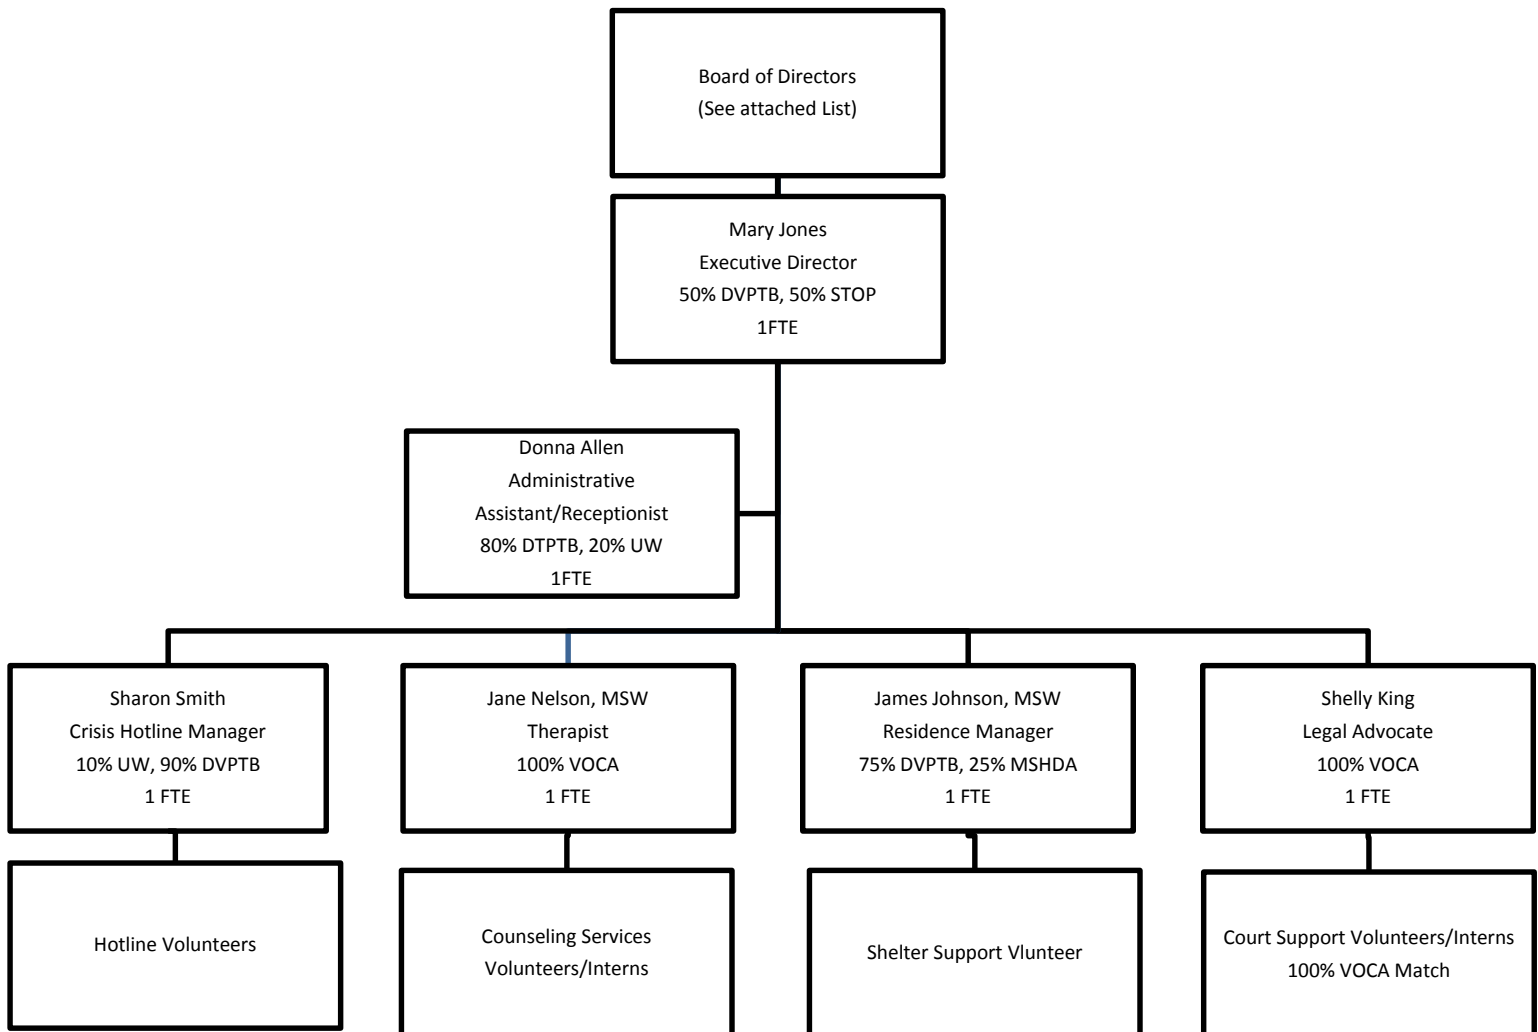 Board of Directors
(See attached List)
Mary Jones
Executive Director
50% DVPTB, 50% STOP
1FTE
Donna Allen
Administrative
Assistant/Receptionist
80% DTPTB, 20% UW
1FTE
Sharon Smith
Crisis Hotline Manager
10% UW, 90% DVPTB
1 FTE
Jane Nelson, MSW
Therapist
100% VOCA
1 FTE
James Johnson, MSW
Residence Manager
75% DVPTB, 25% MSHDA
1 FTE
Shelly King
Legal Advocate
100% VOCA
1 FTE
Hotline Volunteers
Counseling Services
Volunteers/Interns
Shelter Support Vlunteer
Court Support Volunteers/Interns
100% VOCA Match